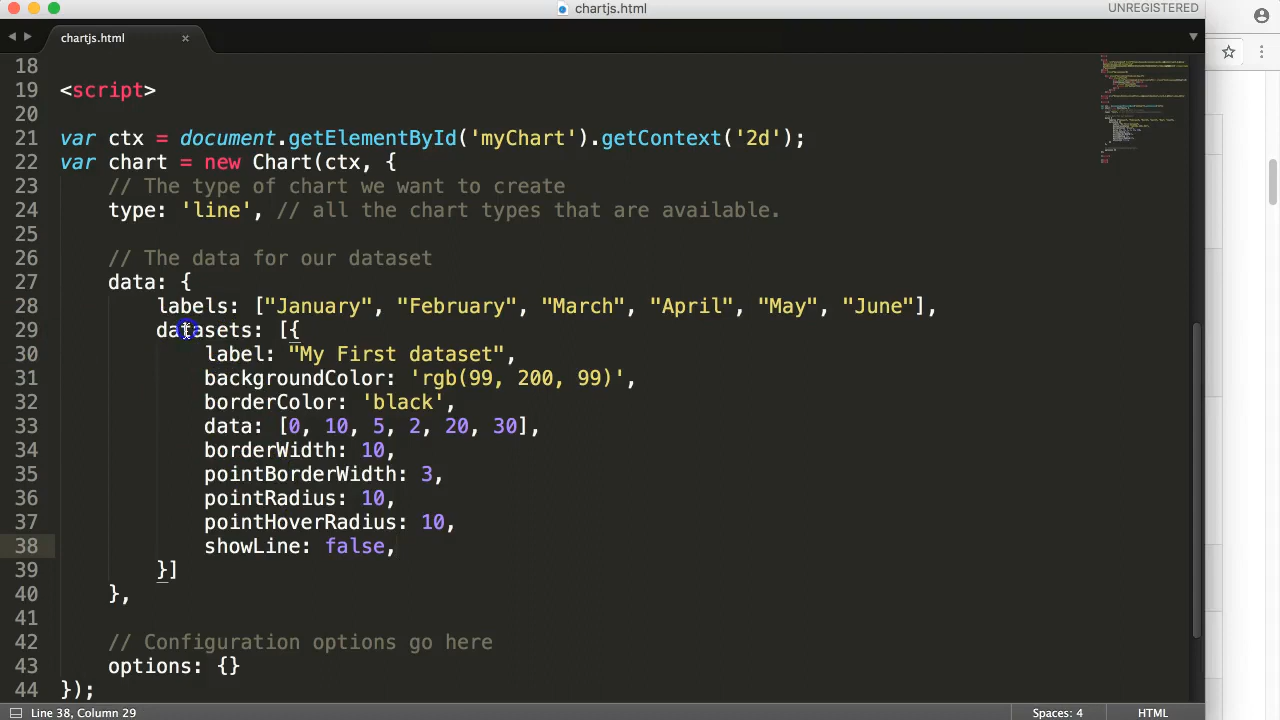 chartjs.html
UNREGISTERED
chartjs.html
18
19 <script>
20
21 var ctx = document.getElementById('myChart').getContext('2d');
22 var chart = new Chart(ctx, {
23 // The type of chart we want to create
24 type: 'line', // all the chart types that are available.
25
26 // The data for our dataset
27 data: {
28 labels: ["January", "February", "March", "April", "May", "June"],
29 datasets: [{
30 label: "My First dataset",
31 backgroundColor: 'rgb(99, 200, 99)',
32 borderColor: 'black',
33 data: [0, 10, 5, 2, 20, 30],
34 borderWidth: 10,
35 pointBorderWidth: 3,
36 pointRadius: 10,
37 pointHoverRadius: 10,
38 showLine: false,
39 }]
40 },
41
42 // Configuration options go here
43 options: {}
44 });
Line 38, Column 29
Spaces: 4
HTML